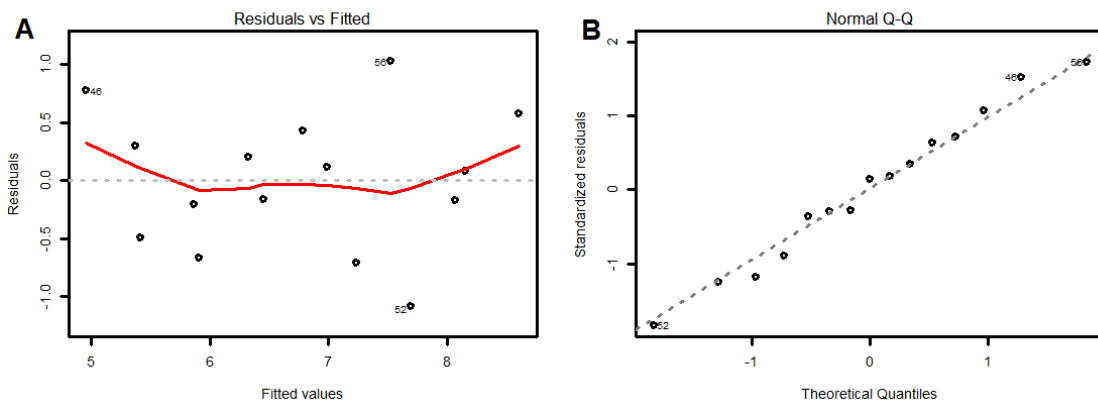 A
Residuals vs Fitted
Residuals
1.0
0.5
0.0
-0.5
-1.0
46
56
52
5
6
7
8
Fitted values
B
Normal Q-Q
Standardized residuals
2
1
0
-1
46
56
52
-1
0
1
Theoretical Quantiles